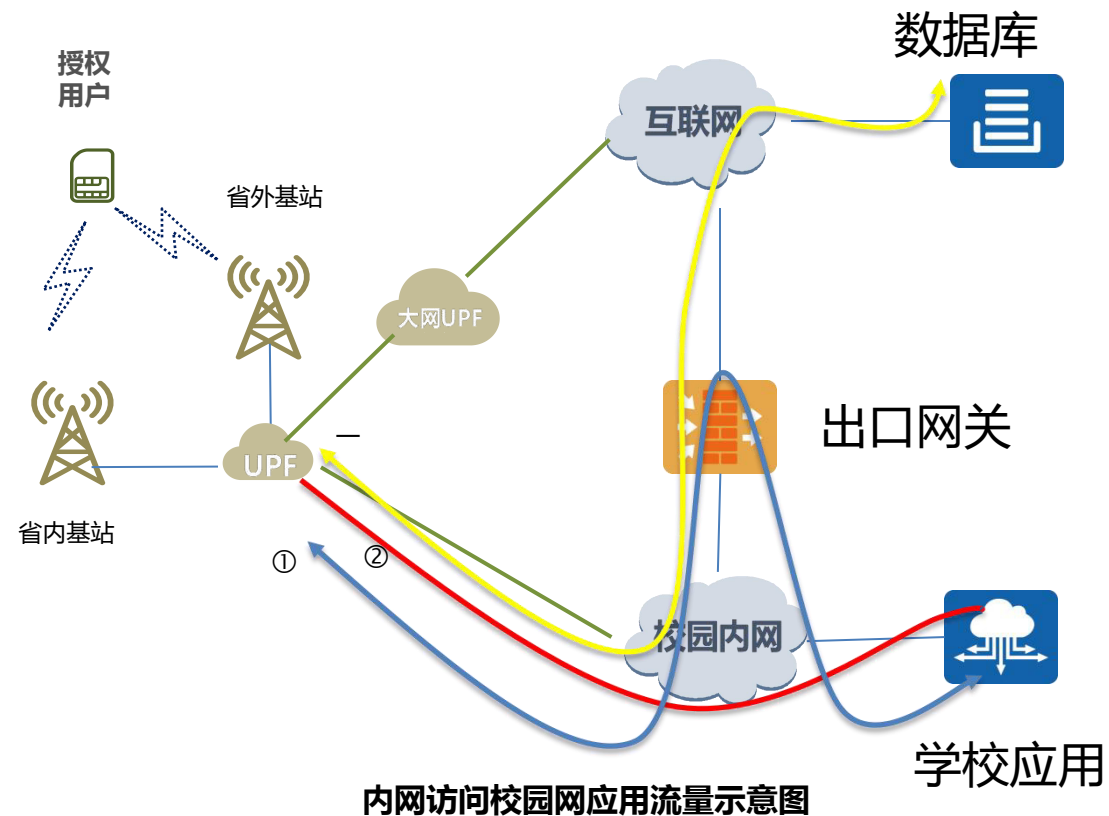 数据库
授权
用户
互联网
省外基站
大网UPF
出口网关
一
UPF
省内基站
①
②
校园内网
学校应用
内网访问校园网应用流量示意图